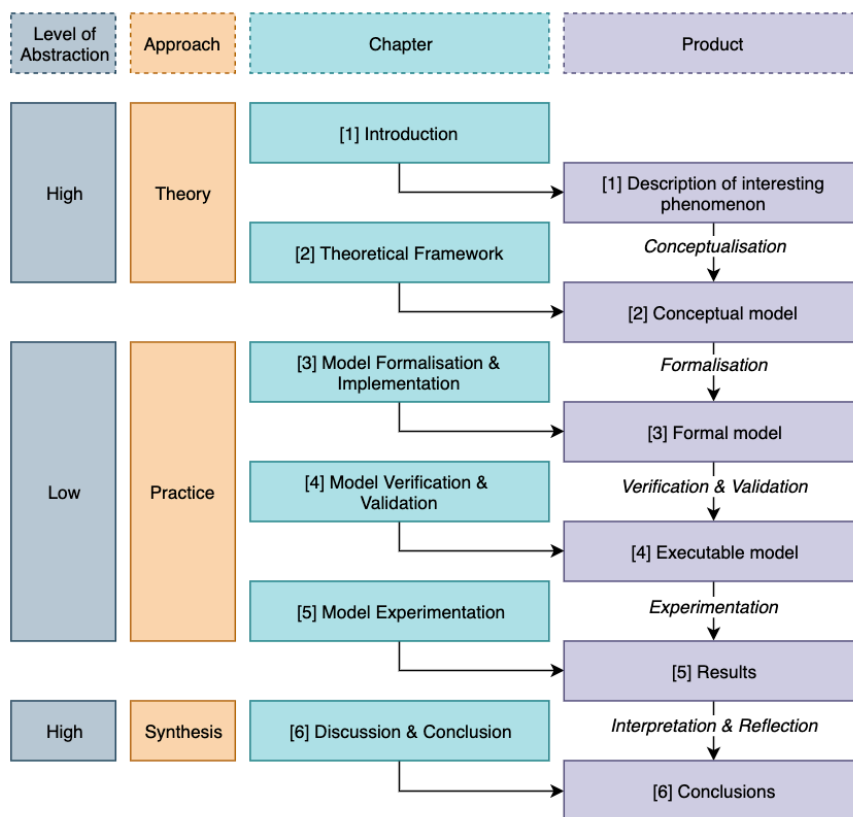 Level of
Abstraction
Approach
Chapter
Product
High
Theory
[1] Introduction
[1] Description of interesting
phenomenon
Conceptualisation
[2] Theoretical Framework
[2] Conceptual model
Formalisation
Low
Practice
[3] Model Formalisation &
Implementation
[3] Formal model
Verification & Validation
[4] Model Verification &
Validation
[4] Executable model
Experimentation
[5] Model Experimentation
[5] Results
Interpretation & Reflection
High
Synthesis
[6] Discussion & Conclusion
[6] Conclusions